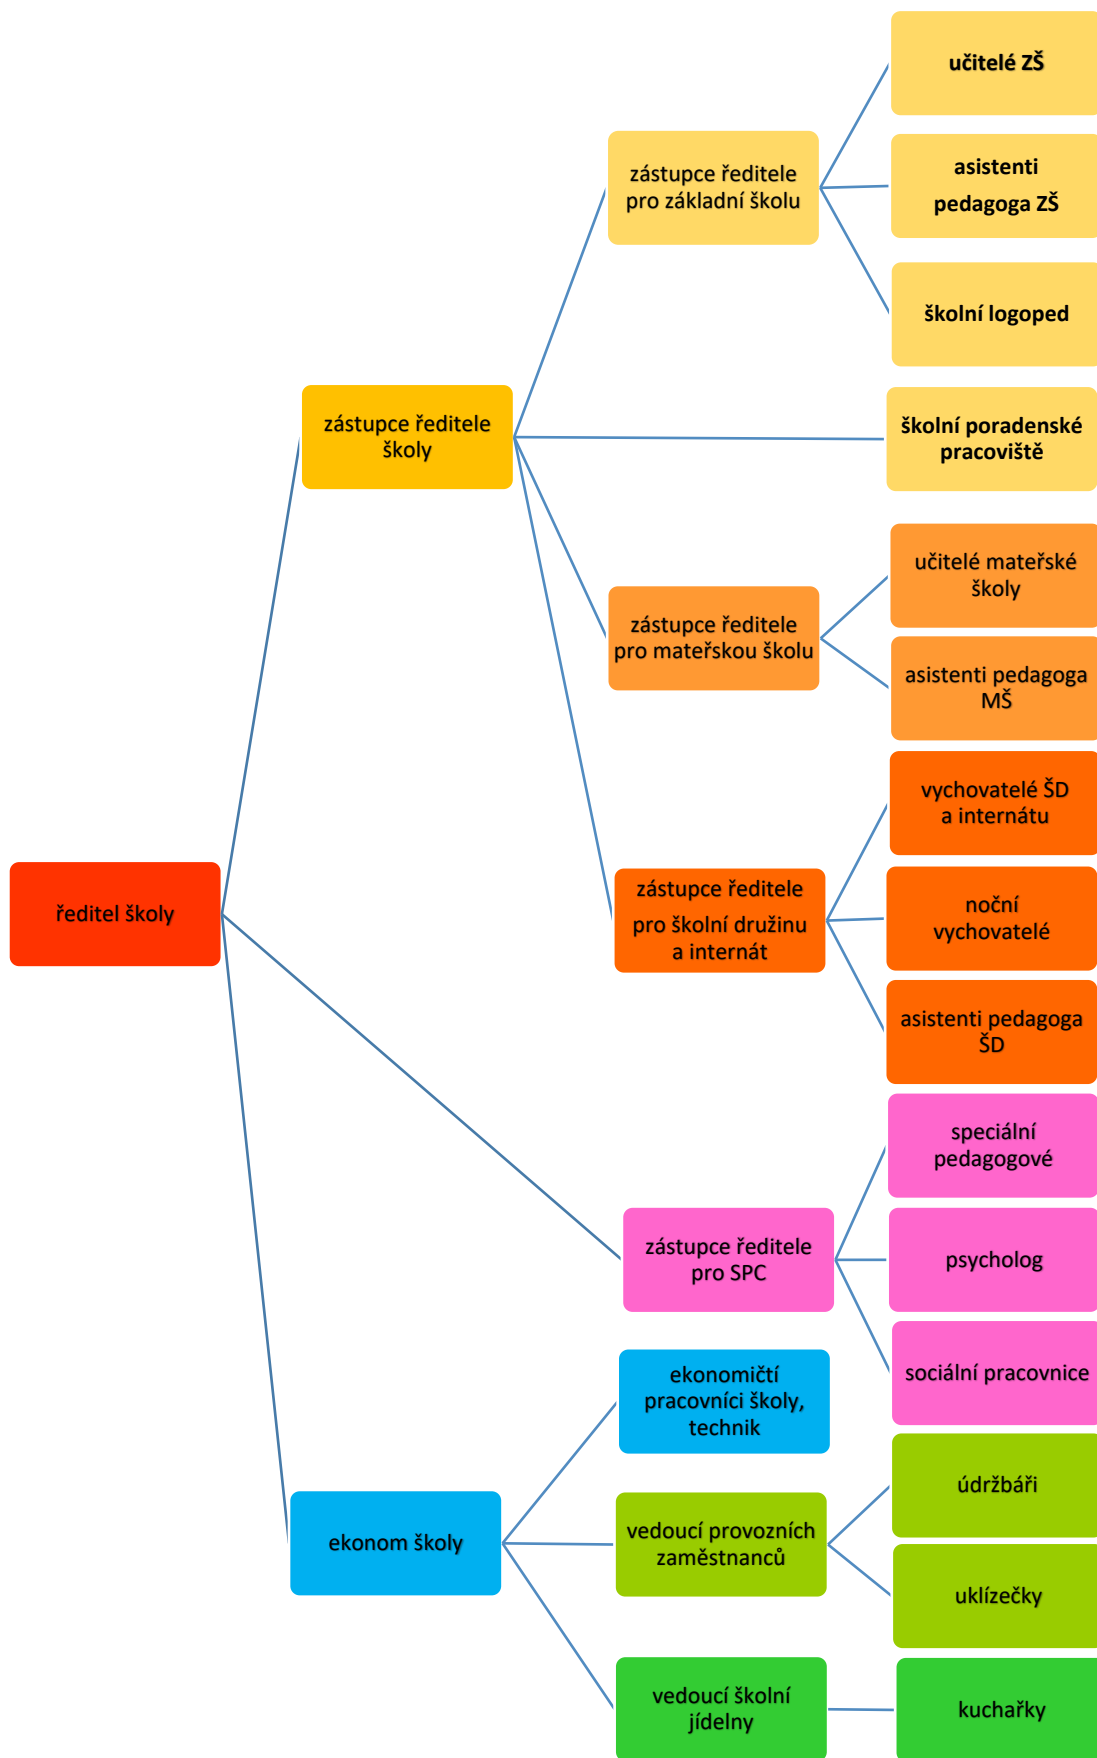 učitelé ZŠ
zástupce ředitele
pro základní školu
asistenti
pedagoga ZŠ
školní logoped
zástupce ředitele
školy
školní poradenské
pracoviště
učitelé mateřské
školy
zástupce ředitele
pro mateřskou školu
asistenti pedagoga
MŠ
vychovatelé ŠD
a internátu
ředitel školy
zástupce ředitele
pro školní družinu
a internát
noční
vychovatelé
asistenti pedagoga
ŠD
speciální
pedagogové
zástupce ředitele
pro SPC
psycholog
sociální pracovnice
ekonomičtí
pracovníci školy,
technik
údržbáři
ekonom školy
vedoucí provozních
zaměstnanců
uklízečky
vedoucí školní
jídelny
kuchařky